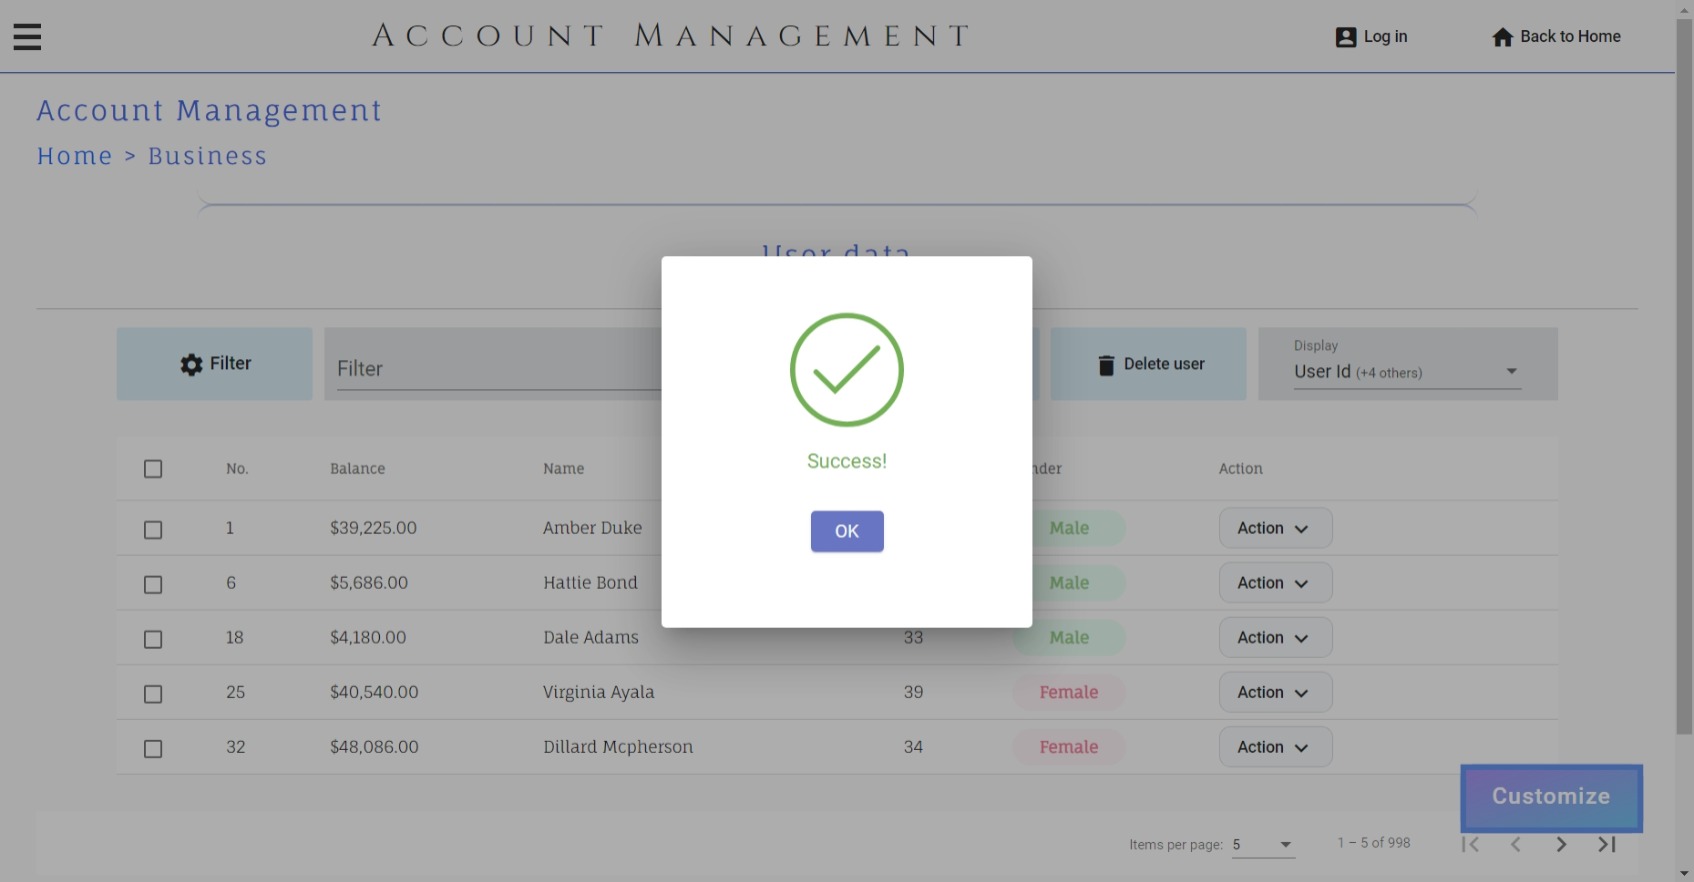 Account Management
Log in
Back to Home
Account Management
Home > Business
User data
Filter
Filter
Delete user
Display
User Id (+4 others)
No. Balance Name Action
1 $39,225.00 Amber Duke Male Action
6 $5,686.00 Hattie Bond Male Action
18 $4,180.00 Dale Adams 33 Male Action
25 $40,540.00 Virginia Ayala 39 Female Action
32 $48,086.00 Dillard Mcpherson 34 Female Action
Success!
OK
Customize
Items per page: 5 1 – 5 of 998